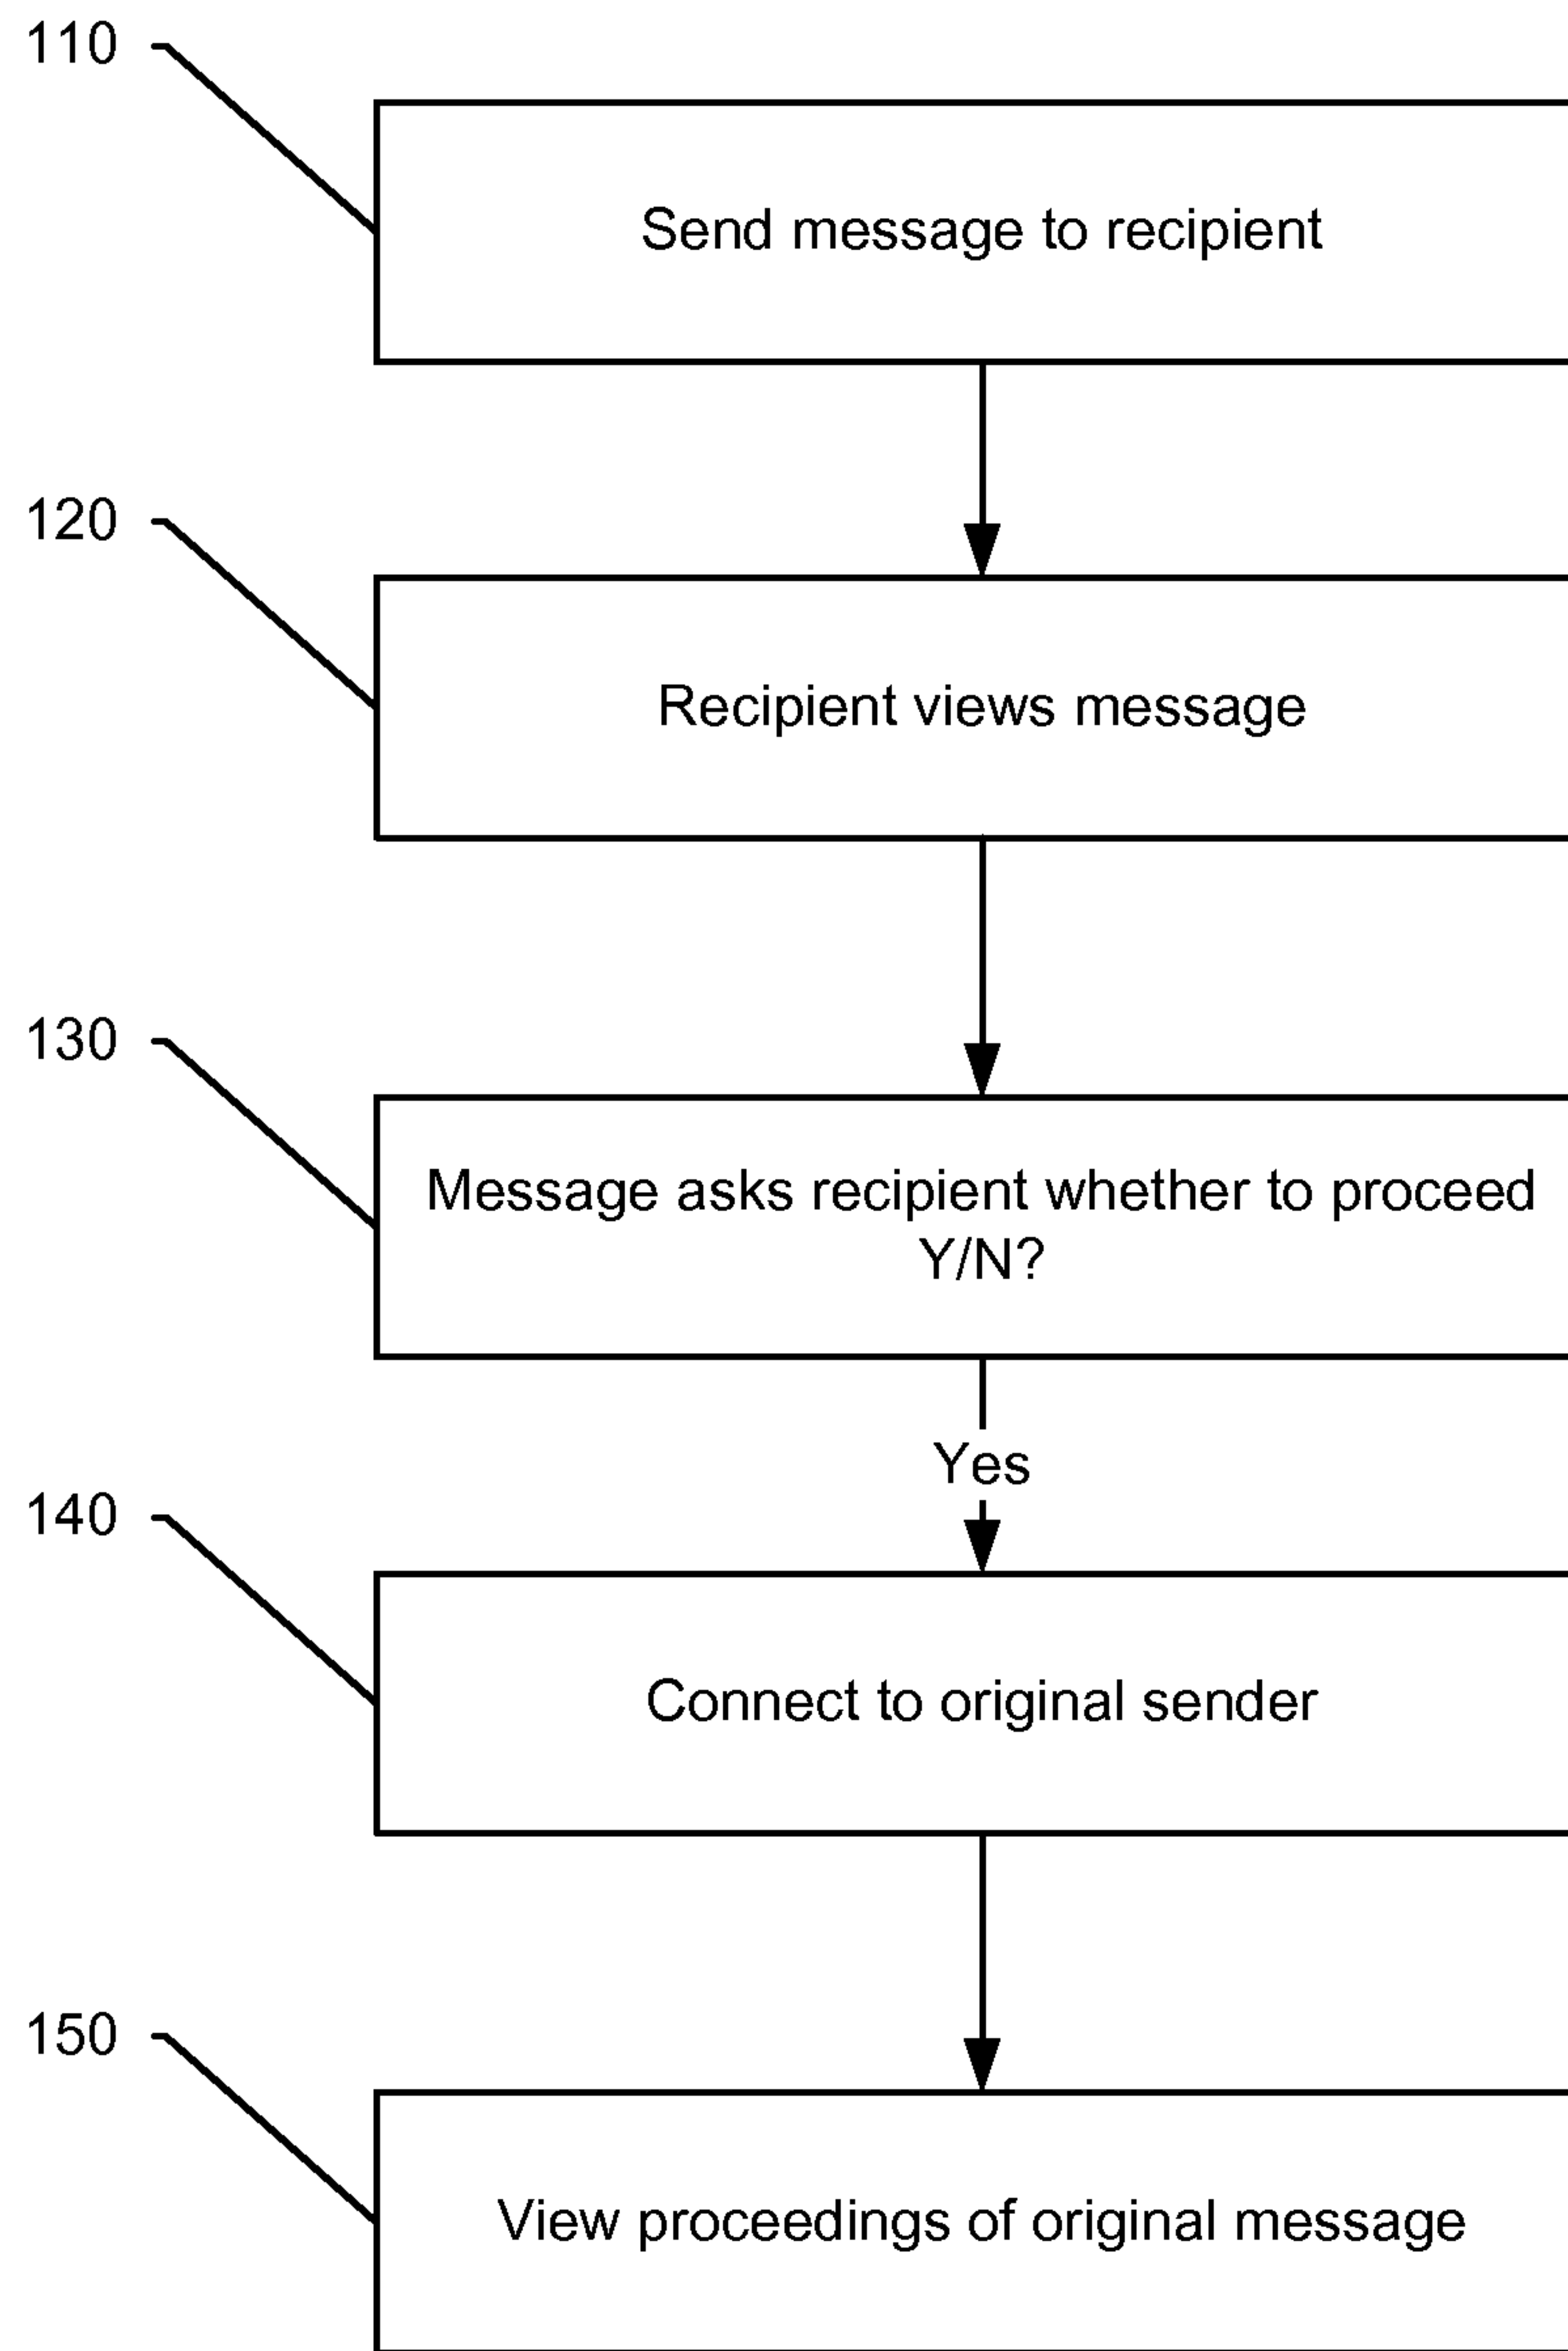 110
Send message to recipient
120
Recipient views message
130
Message asks recipient whether to proceed
Y/N?
Yes
140
Connect to original sender
150
View proceedings of original message